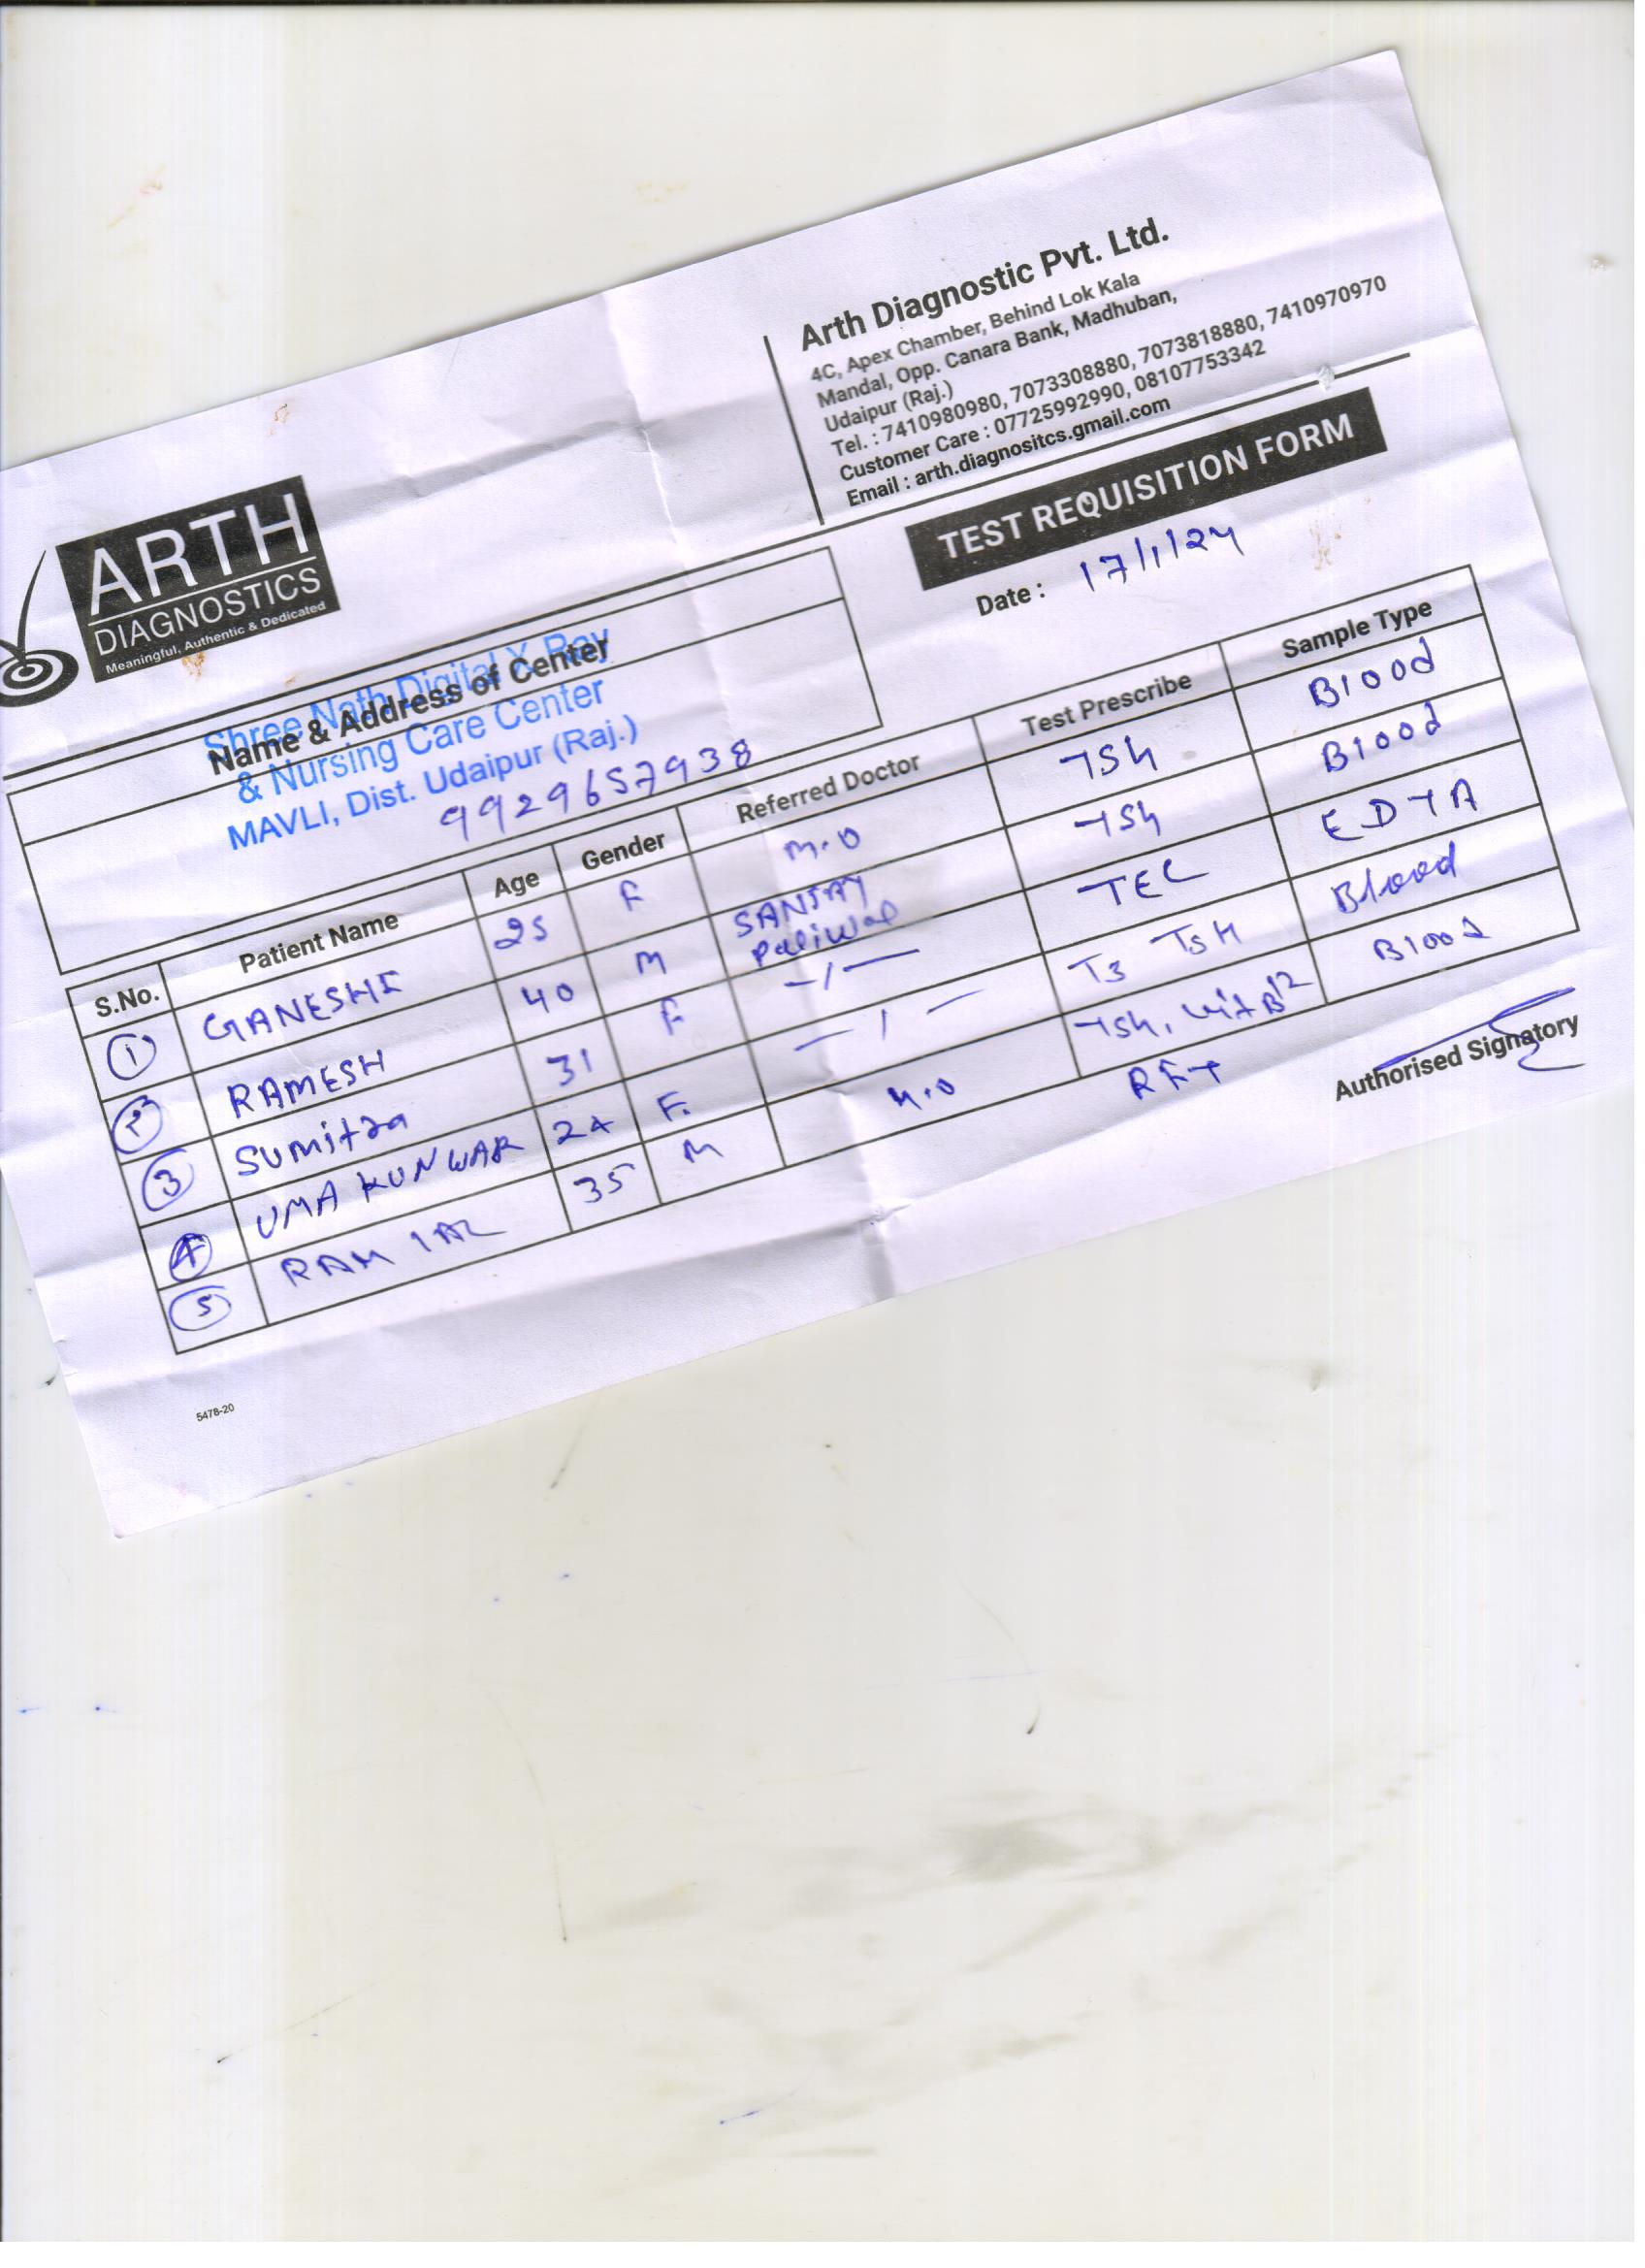 ARTH
DIAGNOSTICS
Meaningful, Authentic & Dedicated
Arth Diagnostic Pvt. Ltd.
4C, Apex Chamber, Behind Lok Kala
Mandal, Opp. Canara Bank, Madhuban,
Udaipur (Raj.)
Tel. : 7410980980, 7073308880, 7073818880, 7410970970
Customer Care : 07725992990, 08107753342
Email : arth.diagnositcs.gmail.com
TEST REQUISITION FORM
Date : 17/1/24
Name & Address of Center
Shree Nath Digital X-Ray
& Nursing Care Center
MAVLI, Dist. Udaipur (Raj.)
9929657938
S.No. Patient Name Age Gender Referred Doctor Test Prescribe Sample Type
1 GANESHI 25 F M.O TSh Blood
SANJAY
Paliwal
2 RAMESH 40 M -/- TSh Blood
3 Sumitra 31 F -/- TEC EDTA
4 UMA KUNWAR 24 F. T3 TSH Blood
5 RAM LAL 35 M M.O TSh, Vit B12 Blood
RFT
Authorised Signatory
5478-20